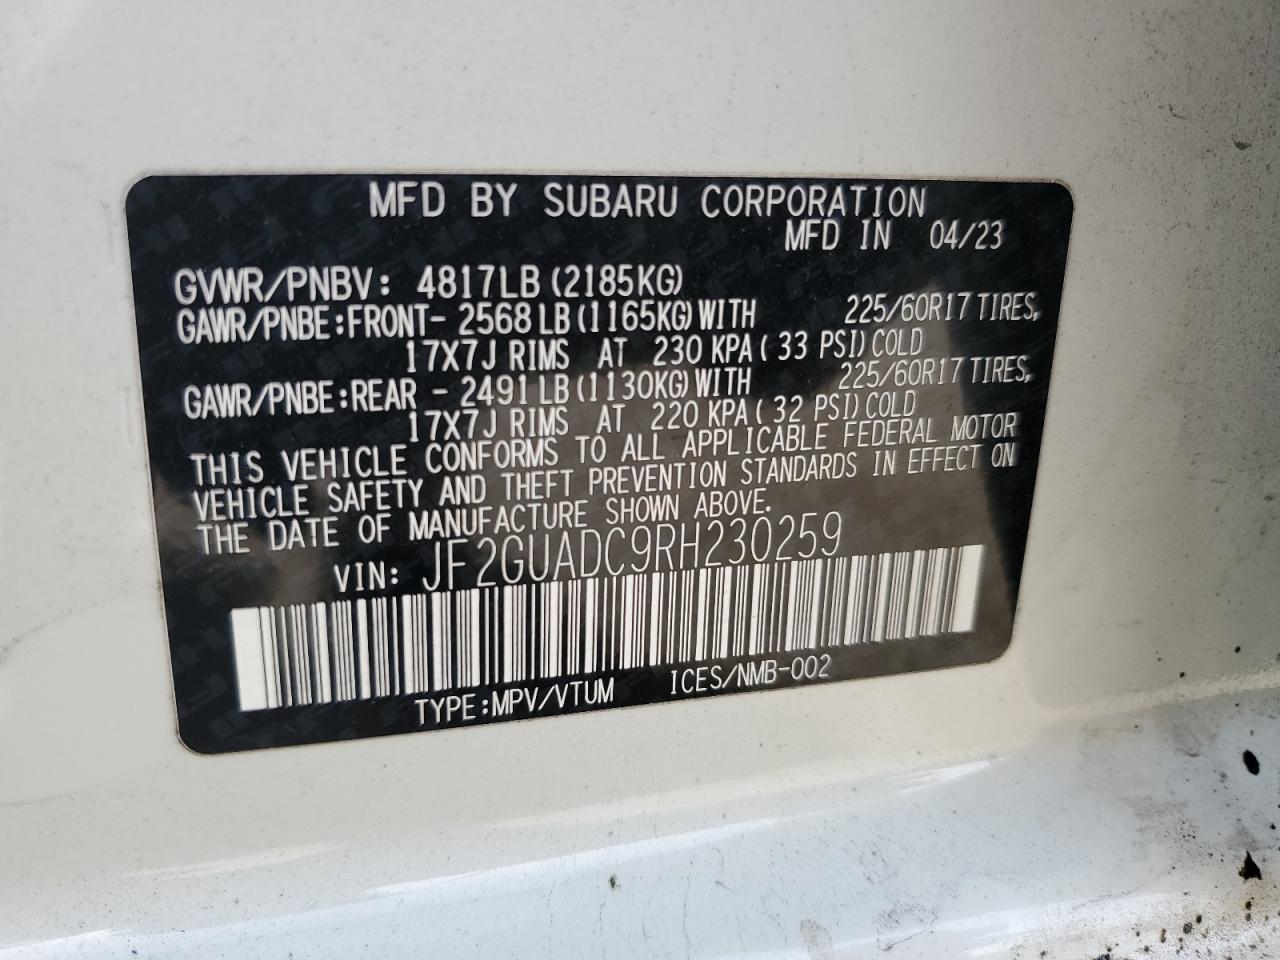 MFD BY SUBARU CORPORATION
MFD IN 04/23
GVWR/PNBV: 4817LB (2185KG)
GAWR/PNBE:FRONT- 2568 LB (1165KG) WITH 225/60R17 TIRES,
17X7J RIMS AT 230 KPA ( 33 PSI) COLD
GAWR/PNBE:REAR - 2491 LB (1130KG) WITH 225/60R17 TIRES,
17X7J RIMS AT 220 KPA ( 32 PSI) COLD
THIS VEHICLE CONFORMS TO ALL APPLICABLE FEDERAL MOTOR
VEHICLE SAFETY AND THEFT PREVENTION STANDARDS IN EFFECT ON
THE DATE OF MANUFACTURE SHOWN ABOVE.
VIN: JF2GUADC9RH230259
TYPE:MPV/VTUM ICES/NMB-002